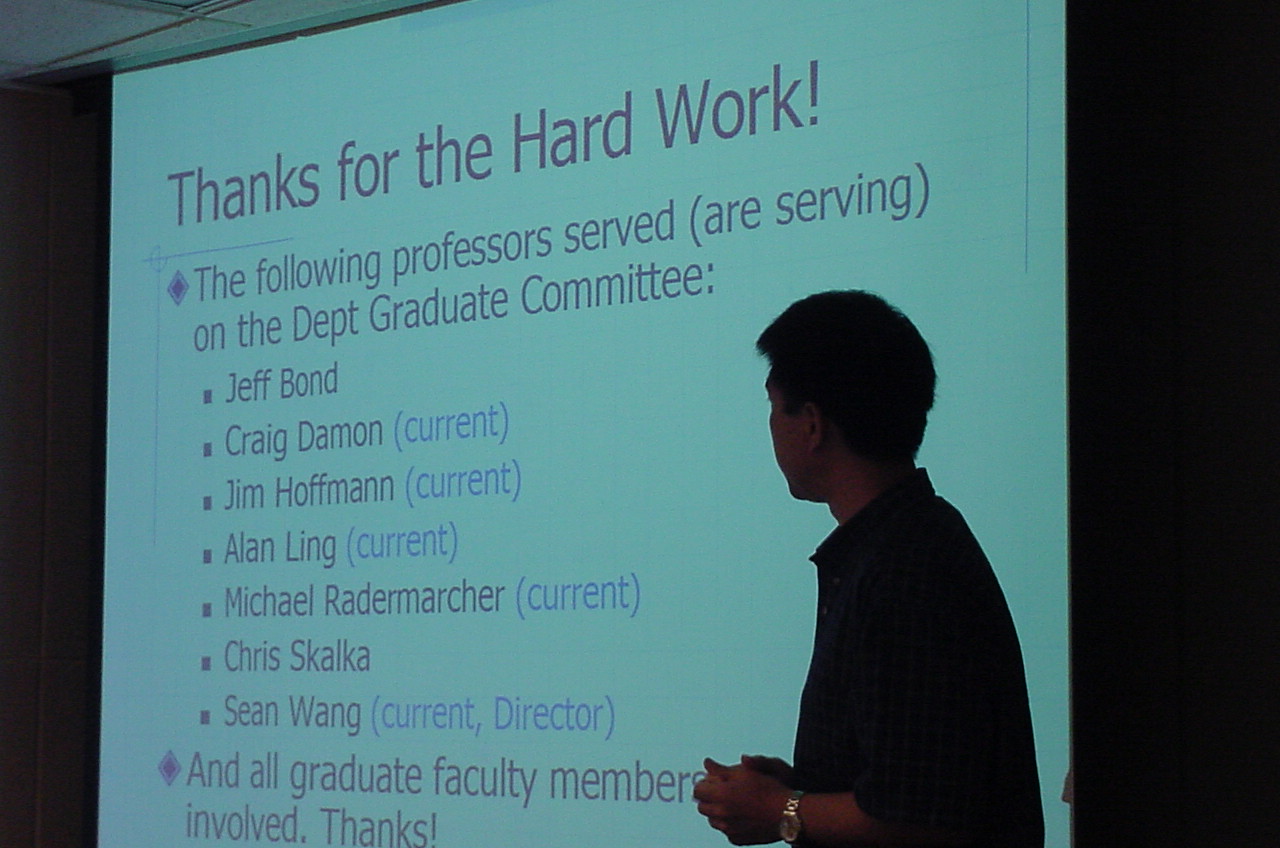 Thanks for the Hard Work!
The following professors served (are serving)
on the Dept Graduate Committee:
Jeff Bond
Craig Damon (current)
Jim Hoffmann (current)
Alan Ling (current)
Michael Radermarcher (current)
Chris Skalka
Sean Wang (current, Director)
And all graduate faculty members
involved. Thanks!